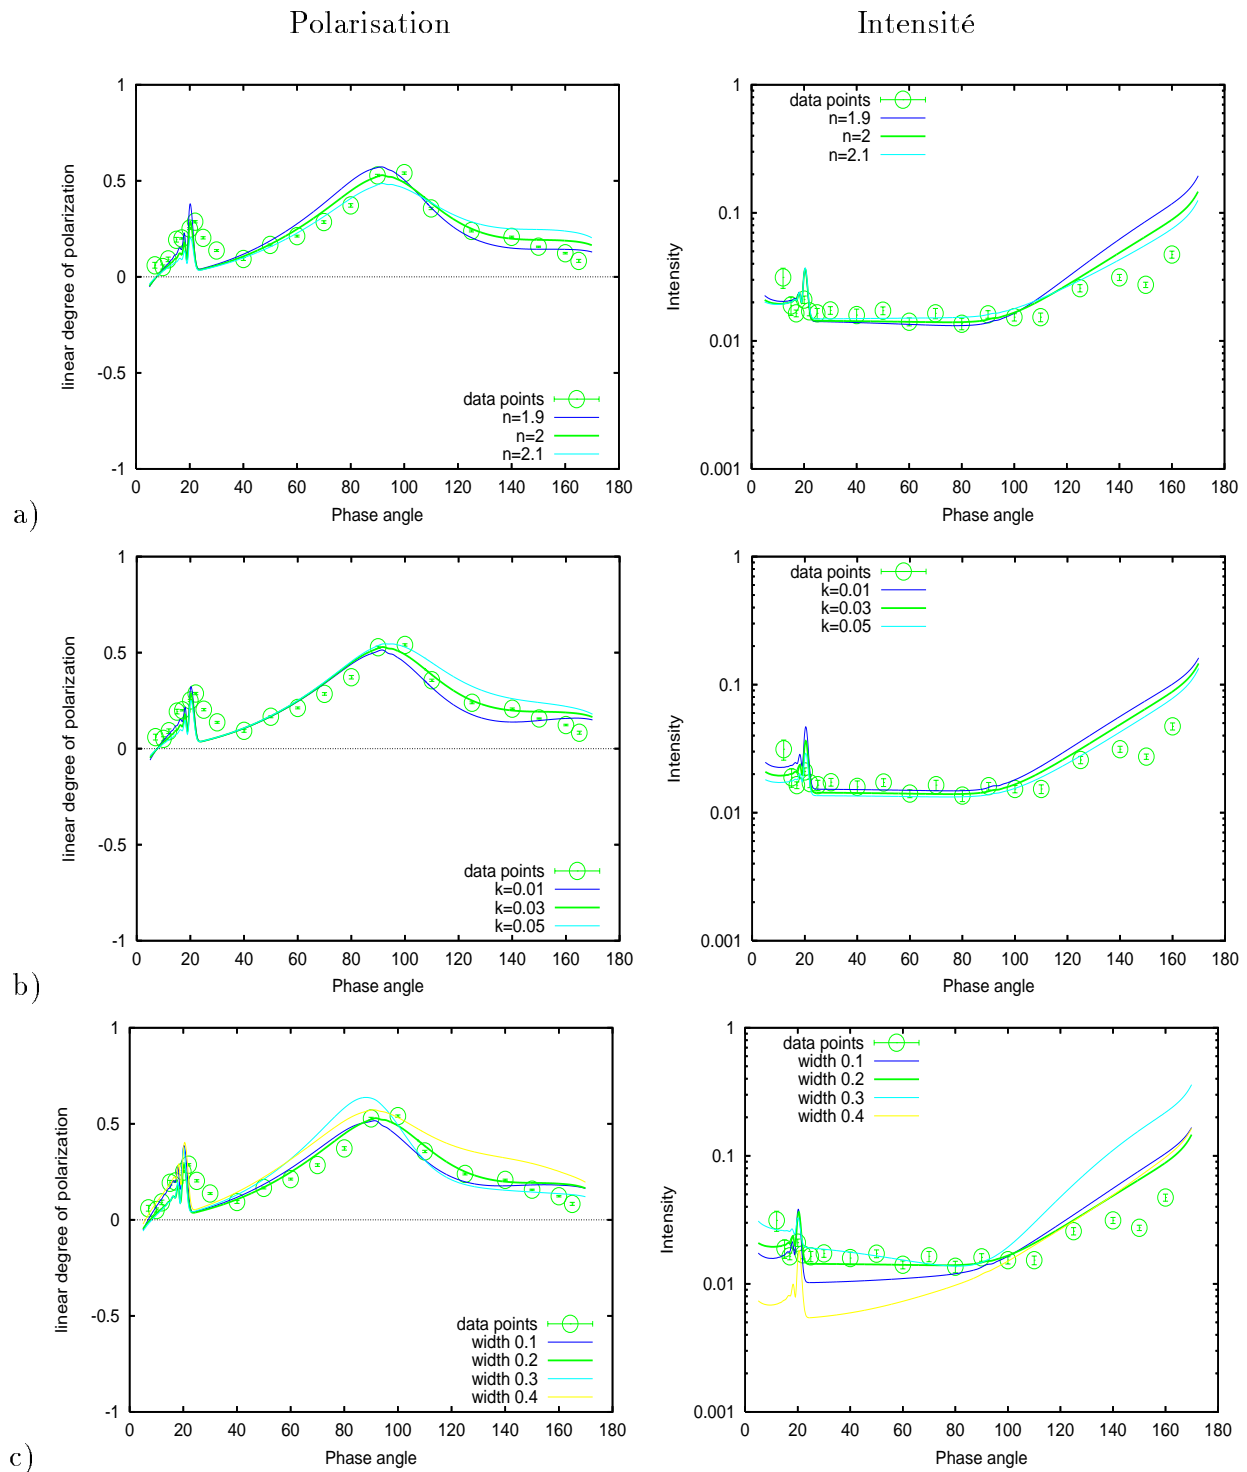 Polarisation
Intensité
1
0.5
0
-0.5
-1
0 20 40 60 80 100 120 140 160 180
linear degree of polarization
Phase angle
data points
n=1.9
n=2
n=2.1
1
0.1
0.01
0.001
0 20 40 60 80 100 120 140 160 180
Intensity
Phase angle
data points
n=1.9
n=2
n=2.1
a)
1
0.5
0
-0.5
-1
0 20 40 60 80 100 120 140 160 180
linear degree of polarization
Phase angle
data points
k=0.01
k=0.03
k=0.05
1
0.1
0.01
0.001
0 20 40 60 80 100 120 140 160 180
Intensity
Phase angle
data points
k=0.01
k=0.03
k=0.05
b)
1
0.5
0
-0.5
-1
0 20 40 60 80 100 120 140 160 180
linear degree of polarization
Phase angle
data points
width 0.1
width 0.2
width 0.3
width 0.4
1
0.1
0.01
0.001
0 20 40 60 80 100 120 140 160 180
Intensity
Phase angle
data points
width 0.1
width 0.2
width 0.3
width 0.4
c)